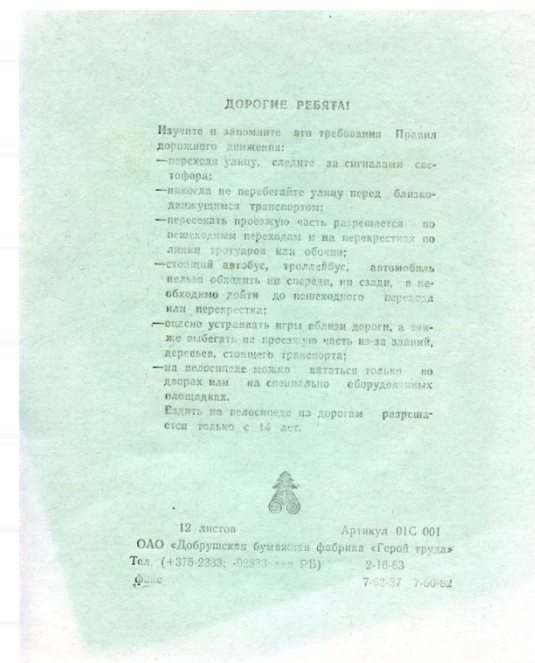 ДОРОГИЕ РЕБЯТА!
Изучите и запомните эти требования Правил
дорожного движения:
—переходя улицу, следите за сигналами све-
тофора;
—никогда не перебегайте улицу перед близко-
движущимся транспортом;
—пересекать проезжую часть разрешается по
пешеходным переходам и на перекрестках по
линии тротуаров или обочин;
—стоящий автобус, троллейбус, автомобиль
нельзя обходить ни спереди, ни сзади, а не-
обходимо дойти до пешеходного перехода
или перекрестка;
—опасно устраивать игры вблизи дороги, а так-
же выбегать на проезжую часть из-за зданий,
деревьев, стоящего транспорта;
—на велосипеде можно кататься только во
дворах или на специально оборудованных
площадках.
Ездить на велосипеде по дорогам разреша-
ется только с 14 лет.
12 листов Артикул 01С 001
ОАО «Добрушская бумажная фабрика «Герой труда»
Тел. (+375-2333; -02333 для РБ) 2-16-63
факс 7-63-37 7-00-82